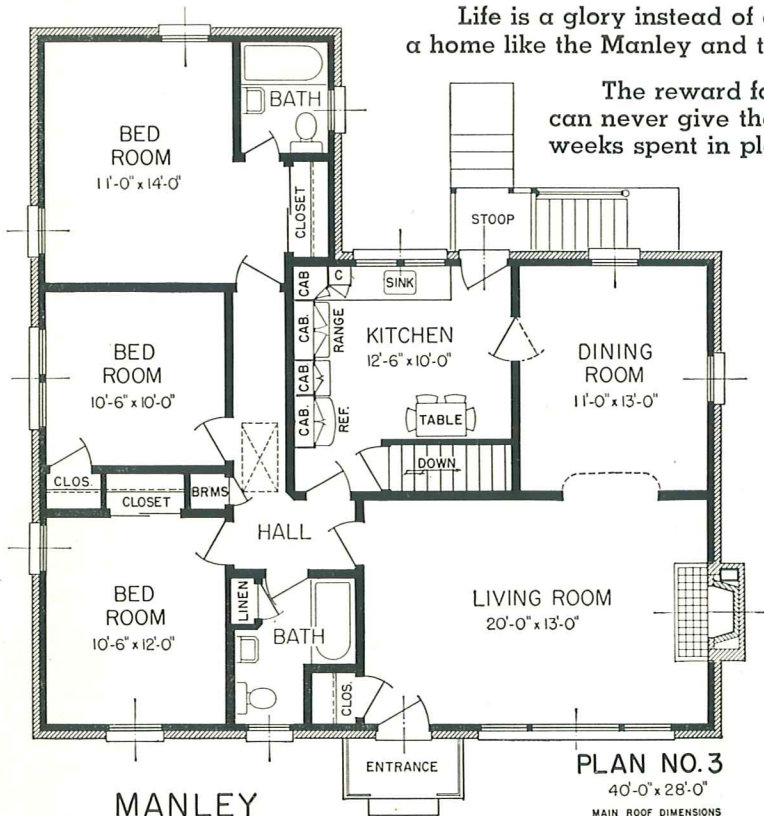 Life is a glory instead of
a home like the Manley and t
The reward fo
can never give the
weeks spent in pl
BATH
BED
ROOM
11'-0" x 14'-0"
CLOSET
STOOP
CAB
C
SINK
CAB.
RANGE
KITCHEN
12'-6" x 10'-0"
CAB.
CAB.
REF.
TABLE
DINING
ROOM
11'-0" x 13'-0"
BED
ROOM
10'-6" x 10'-0"
DOWN
CLOS.
CLOSET
BR'MS
HALL
BED
ROOM
10'-6" x 12'-0"
LINEN
BATH
LIVING ROOM
20'-0" x 13'-0"
CLOS.
ENTRANCE
PLAN NO. 3
40'-0" x 28'-0"
MAIN ROOF DIMENSIONS
MANLEY